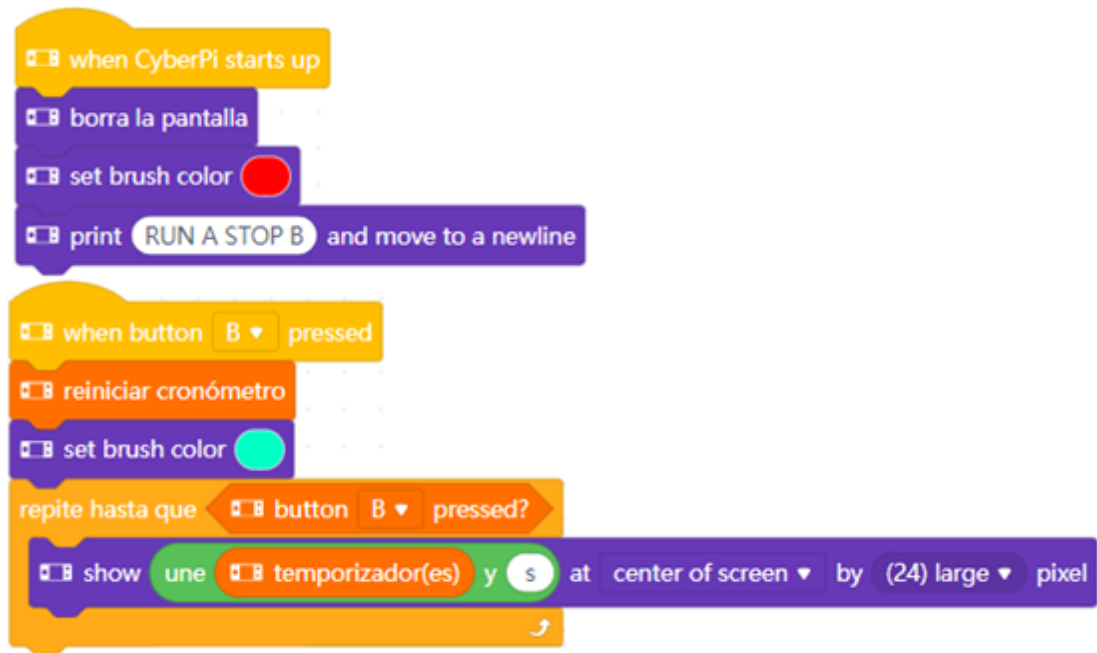 when CyberPi starts up
borra la pantalla
set brush color
print RUN A STOP B and move to a newline
when button B pressed
reiniciar cronómetro
set brush color
repite hasta que button B pressed?
show une temporizador(es) y s at center of screen by (24) large pixel